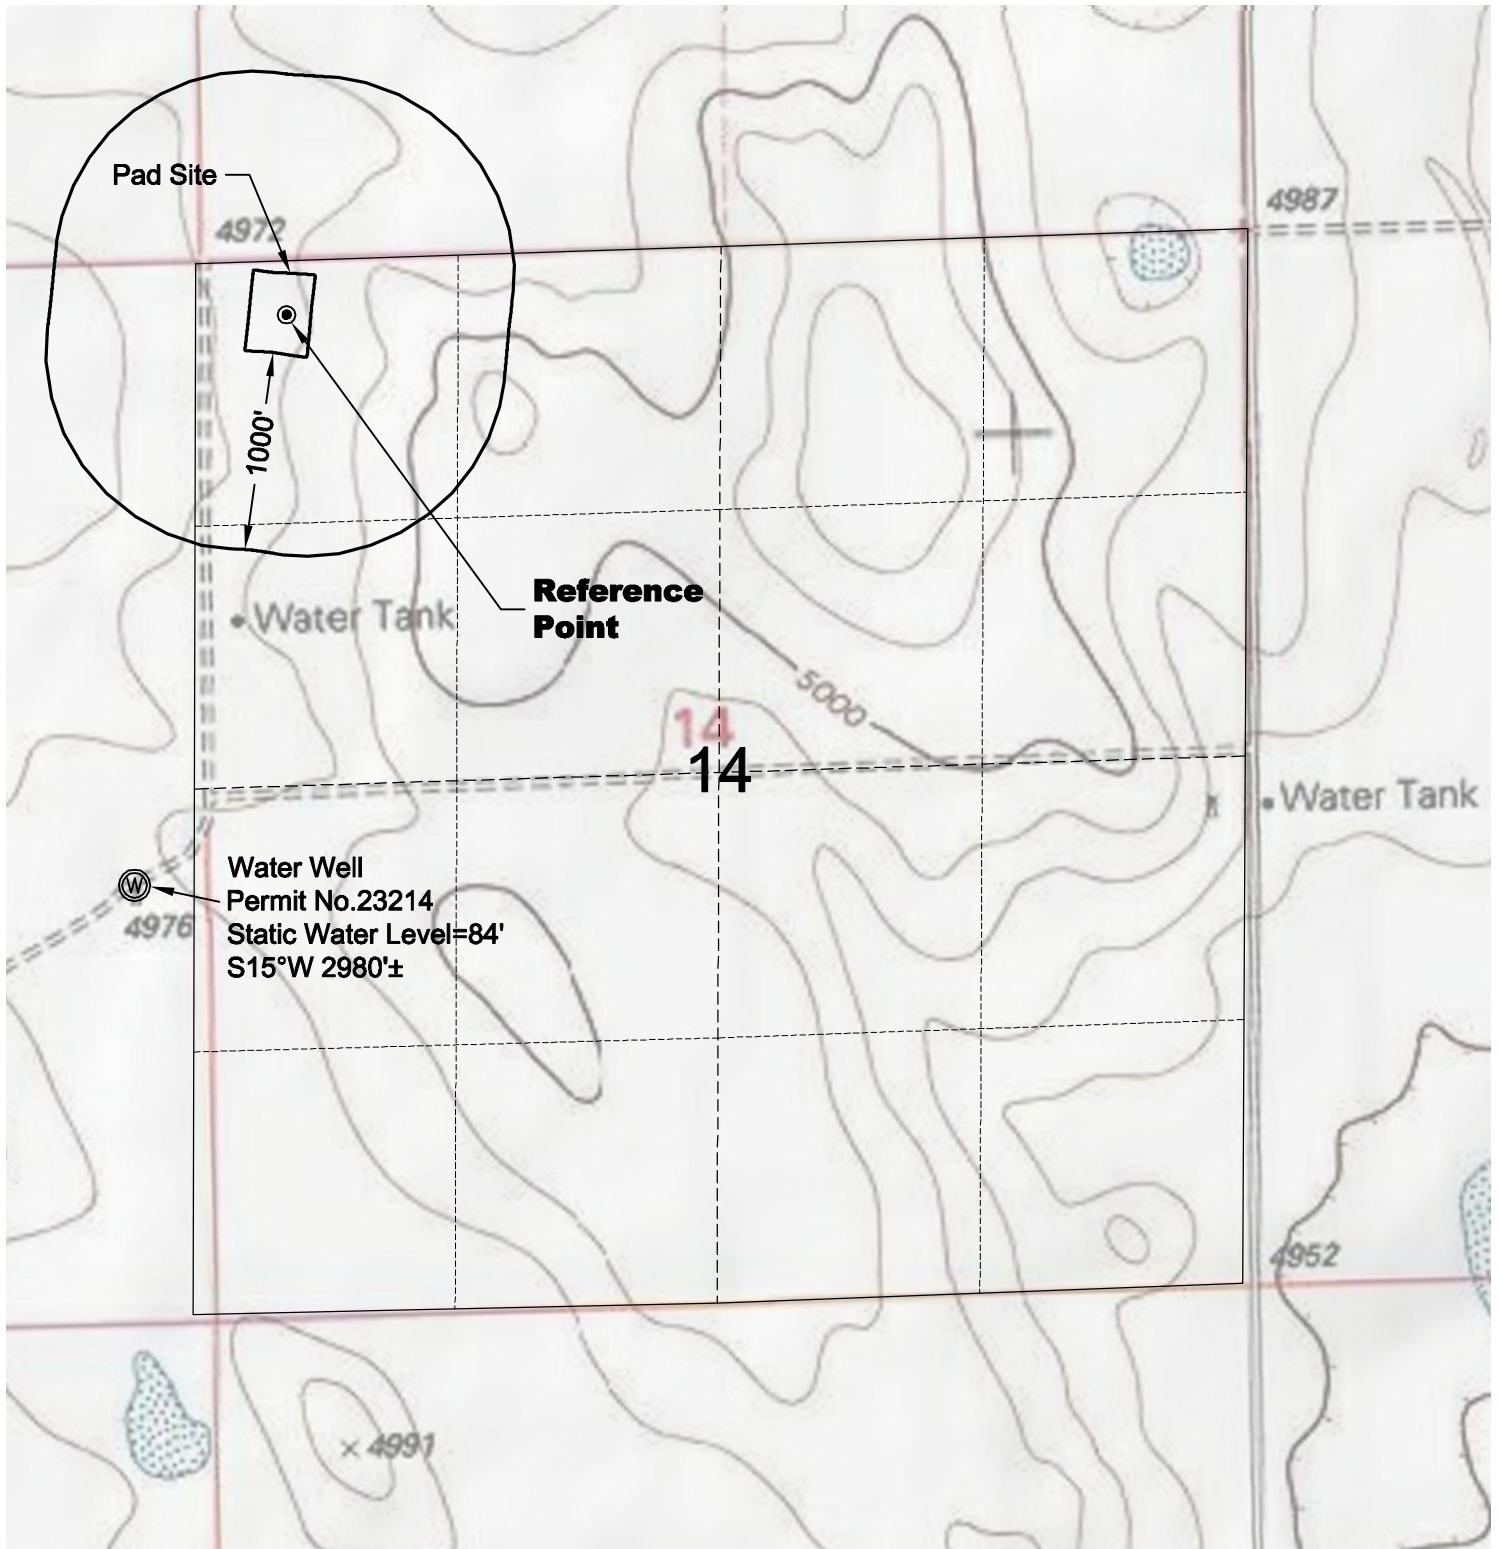 Pad Site
4972
4987
1000'
Reference
Point
Water Tank
5000
14
14
Water Tank
W
Water Well
Permit No.23214
Static Water Level=84'
S15°W 2980'±
4976
4952
4991